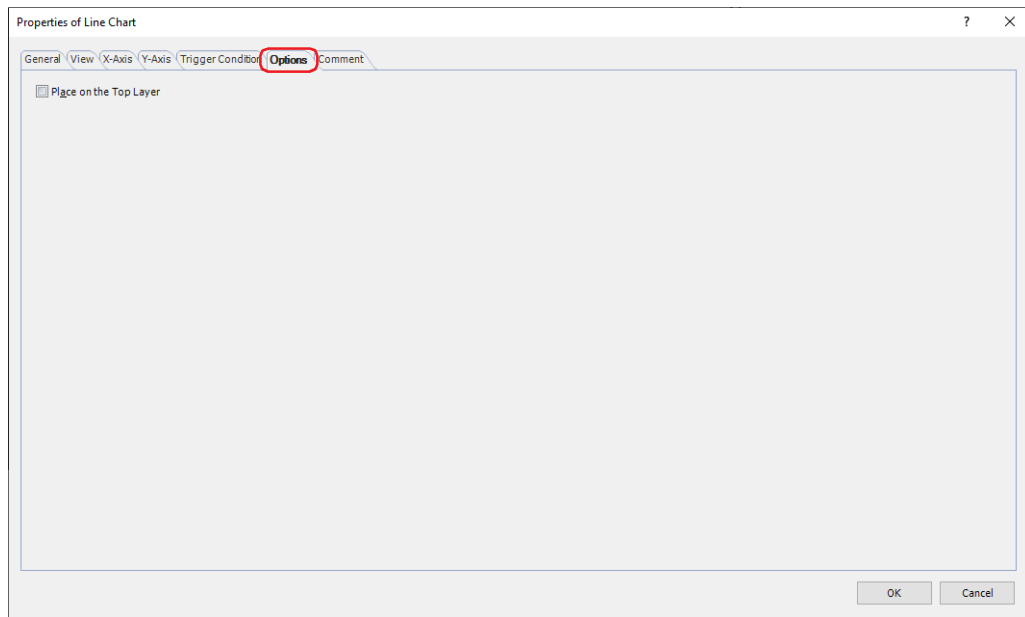 Properties of Line Chart ?
General View X-Axis Y-Axis Trigger Condition Options Comment
Place on the Top Layer
OK Cancel